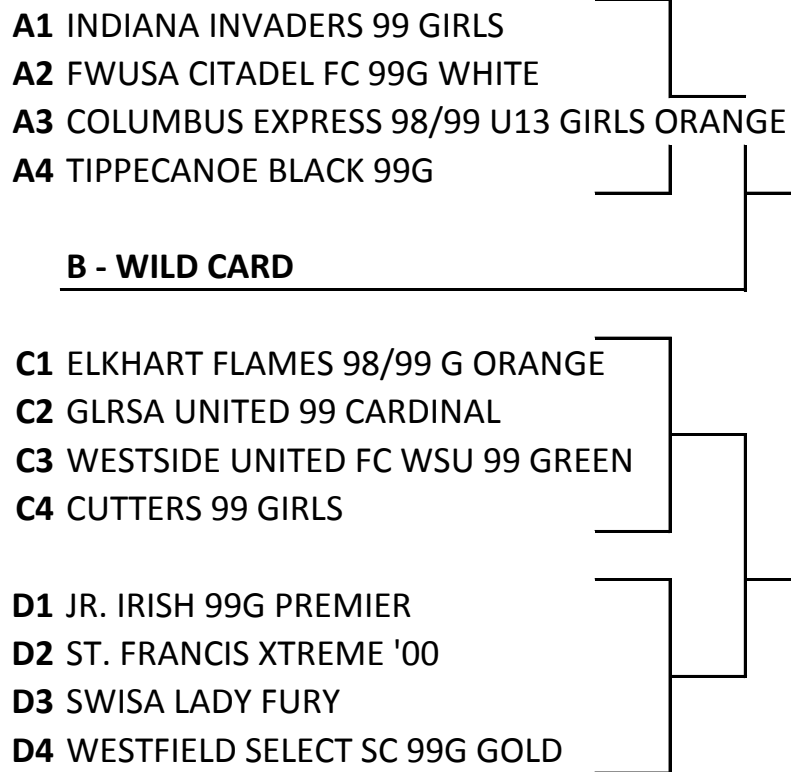 A1 INDIANA INVADERS 99 GIRLS
A2 FWUSA CITADEL FC 99G WHITE
A3 COLUMBUS EXPRESS 98/99 U13 GIRLS ORANGE
A4 TIPPECANOE BLACK 99G
B - WILD CARD
C1 ELKHART FLAMES 98/99 G ORANGE
C2 GLRSA UNITED 99 CARDINAL
C3 WESTSIDE UNITED FC WSU 99 GREEN
C4 CUTTERS 99 GIRLS
D1 JR. IRISH 99G PREMIER
D2 ST. FRANCIS XTREME '00
D3 SWISA LADY FURY
D4 WESTFIELD SELECT SC 99G GOLD